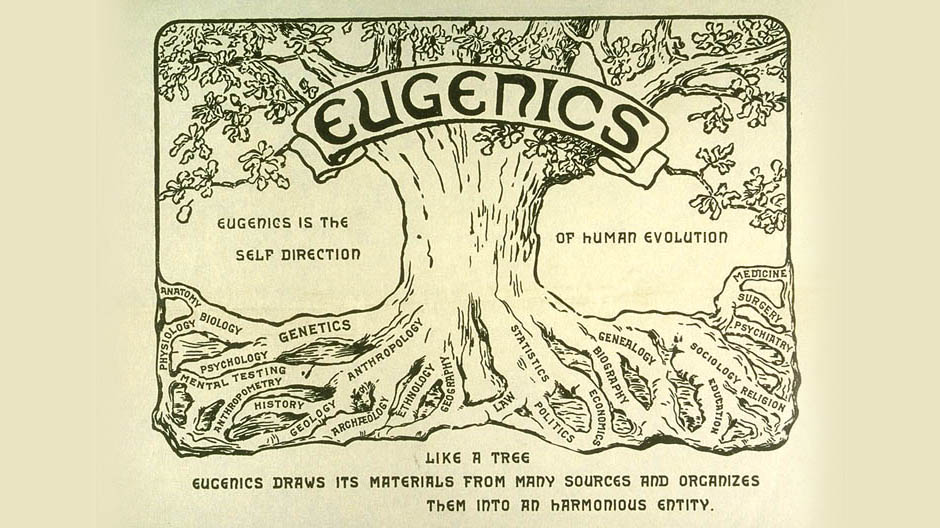 EUGENICS
EUGENICS IS THE
SELF DIRECTION
OF HUMAN EVOLUTION
ANATOMY
PHYSIOLOGY
BIOLOGY
GENETICS
PSYCHOLOGY
MENTAL TESTING
ANTHROPOMETRY
HISTORY
GEOLOGY
ANTHROPOLOGY
ARCHÆOLOGY
ETHNOLOGY
GEOGRAPHY
LAW
STATISTICS
POLITICS
ECONOMICS
BIOGRAPHY
GENEALOGY
EDUCATION
SOCIOLOGY
RELIGION
PSYCHIATRY
SURGERY
MEDICINE
LIKE A TREE
EUGENICS DRAWS ITS MATERIALS FROM MANY SOURCES AND ORGANIZES
THEM INTO AN HARMONIOUS ENTITY.